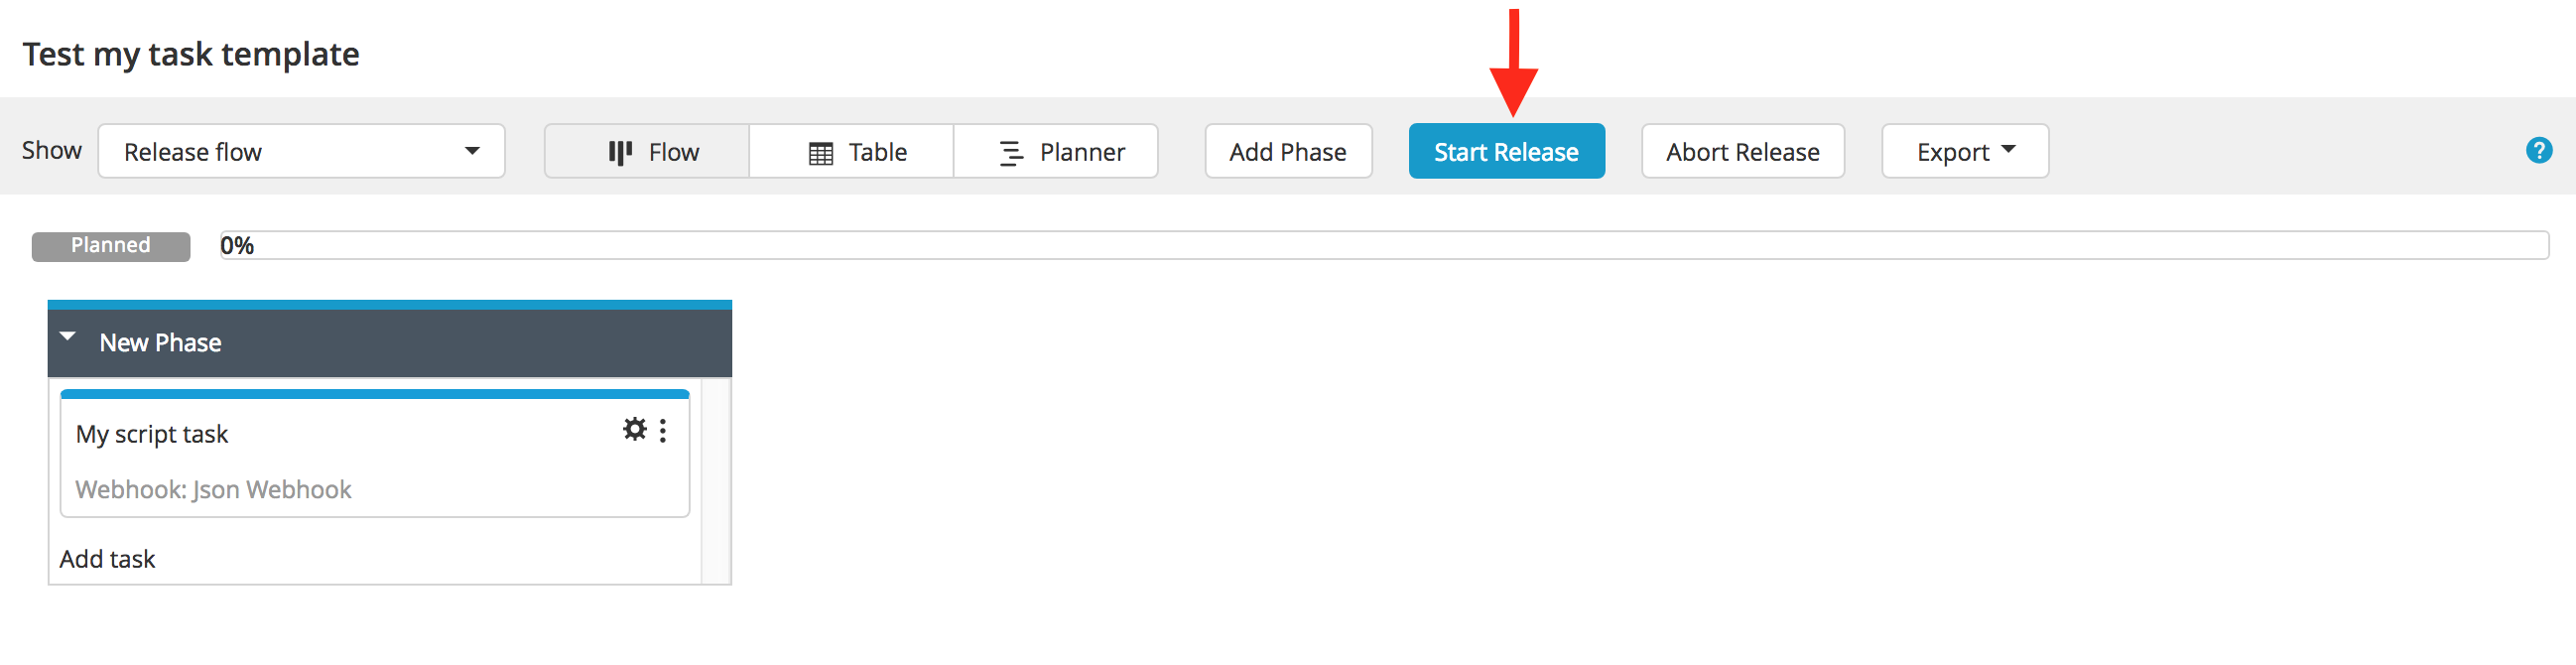 Test my task template
Show Release flow Flow Table Planner Add Phase Start Release Abort Release Export ?
Planned 0%
New Phase
My script task
Webhook: Json Webhook
Add task